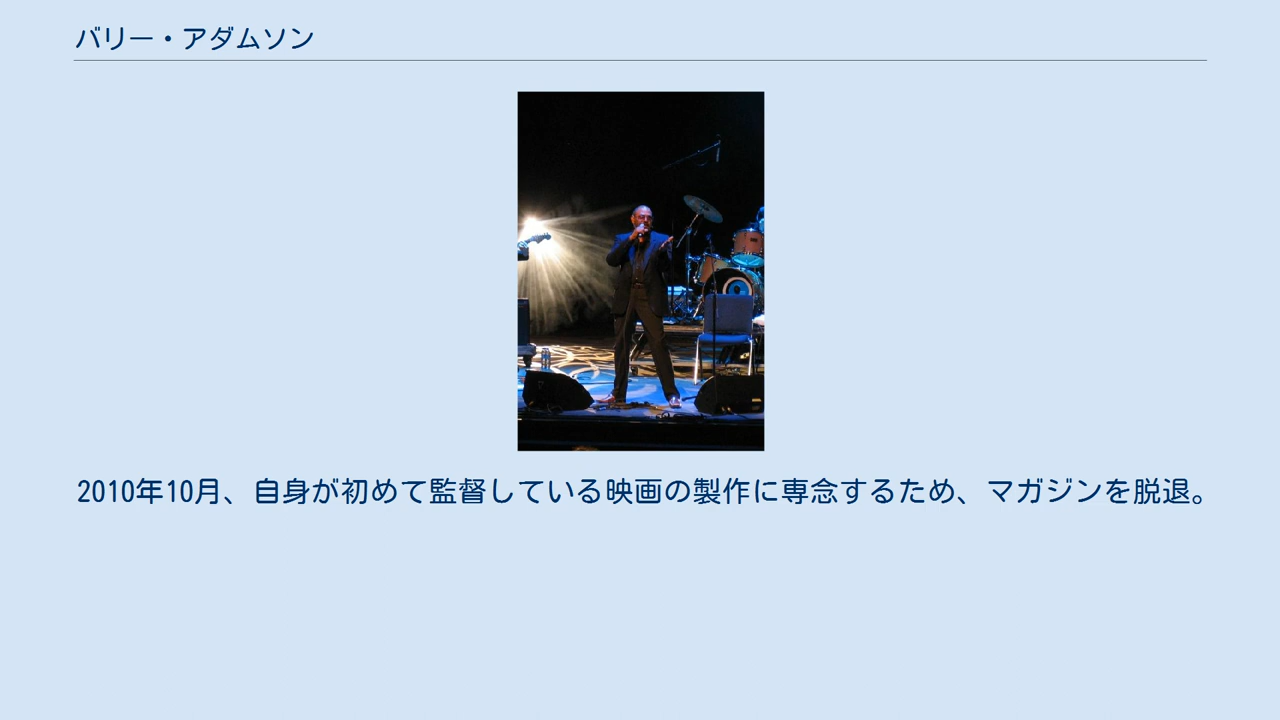 バリー・アダムソン
2010年10月、自身が初めて監督している映画の製作に専念するため、マガジンを脱退。